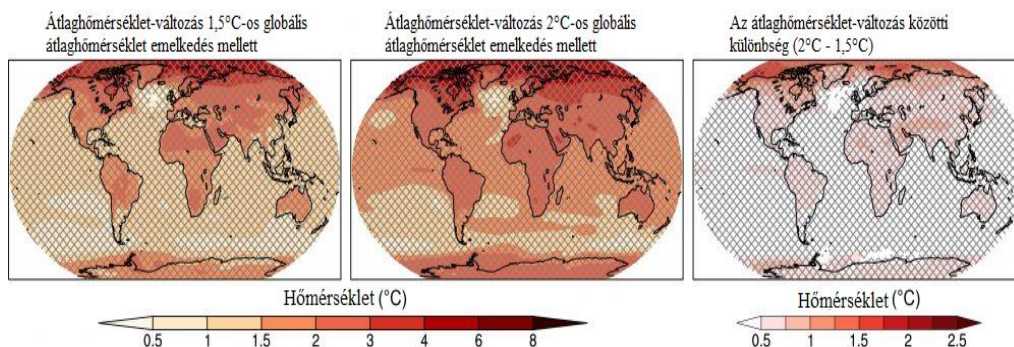 Átlaghőmérséklet-változás 1,5°C-os globális
átlaghőmérséklet emelkedés mellett
Átlaghőmérséklet-változás 2°C-os globális
átlaghőmérséklet emelkedés mellett
Az átlaghőmérséklet-változás közötti
különbség (2°C - 1,5°C)
Hőmérséklet (°C)
0.5 1 1.5 2 3 4 6 8
Hőmérséklet (°C)
0.5 1 1.5 2 2.5